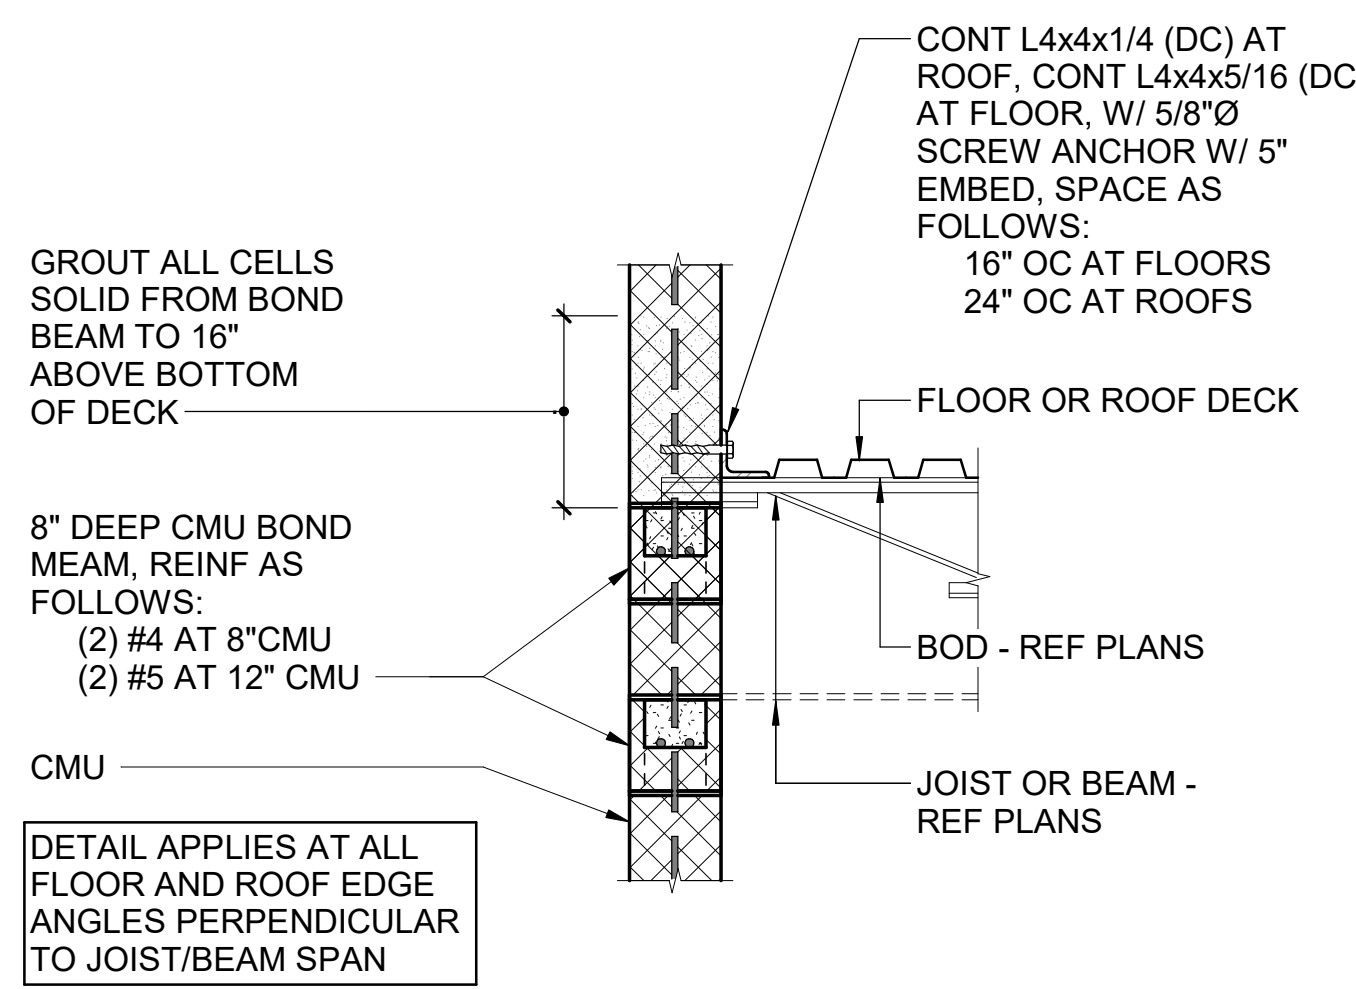 CONT L4x4x1/4 (DC) AT
ROOF, CONT L4x4x5/16 (DC
AT FLOOR, W/ 5/8"Ø
SCREW ANCHOR W/ 5"
EMBED, SPACE AS
FOLLOWS:
16" OC AT FLOORS
24" OC AT ROOFS
GROUT ALL CELLS
SOLID FROM BOND
BEAM TO 16"
ABOVE BOTTOM
OF DECK
FLOOR OR ROOF DECK
8" DEEP CMU BOND
MEAM, REINF AS
FOLLOWS:
(2) #4 AT 8"CMU
(2) #5 AT 12" CMU
BOD - REF PLANS
CMU
JOIST OR BEAM -
REF PLANS
DETAIL APPLIES AT ALL
FLOOR AND ROOF EDGE
ANGLES PERPENDICULAR
TO JOIST/BEAM SPAN